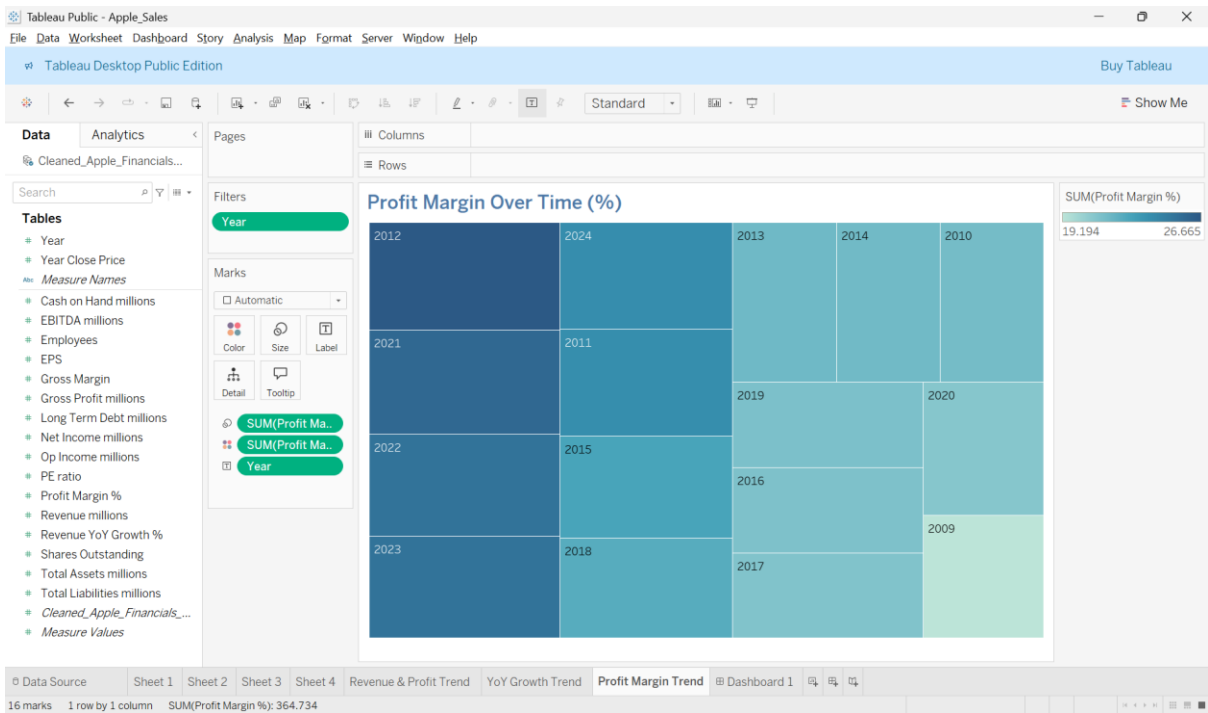 Tableau Public - Apple_Sales
File Data Worksheet Dashboard Story Analysis Map Format Server Window Help
Tableau Desktop Public Edition
Buy Tableau
Standard
Show Me
Data Analytics
Cleaned_Apple_Financials...
Search
Tables
Year
Year Close Price
Abc Measure Names
Cash on Hand millions
EBITDA millions
Employees
EPS
Gross Margin
Gross Profit millions
Long Term Debt millions
Net Income millions
Op Income millions
PE ratio
Profit Margin %
Revenue millions
Revenue YoY Growth %
Shares Outstanding
Total Assets millions
Total Liabilities millions
Cleaned_Apple_Financials_...
Measure Values
Pages
Filters
Year
Marks
Automatic
Color Size Label
Detail Tooltip
SUM(Profit Ma..
SUM(Profit Ma..
Year
Columns
Rows
Profit Margin Over Time (%)
2012
2021
2022
2023
2024
2011
2015
2018
2013
2014
2010
2019
2016
2017
2020
2009
SUM(Profit Margin %)
19.194 26.665
Data Source Sheet 1 Sheet 2 Sheet 3 Sheet 4 Revenue & Profit Trend YoY Growth Trend Profit Margin Trend Dashboard 1
16 marks 1 row by 1 column SUM(Profit Margin %): 364.734